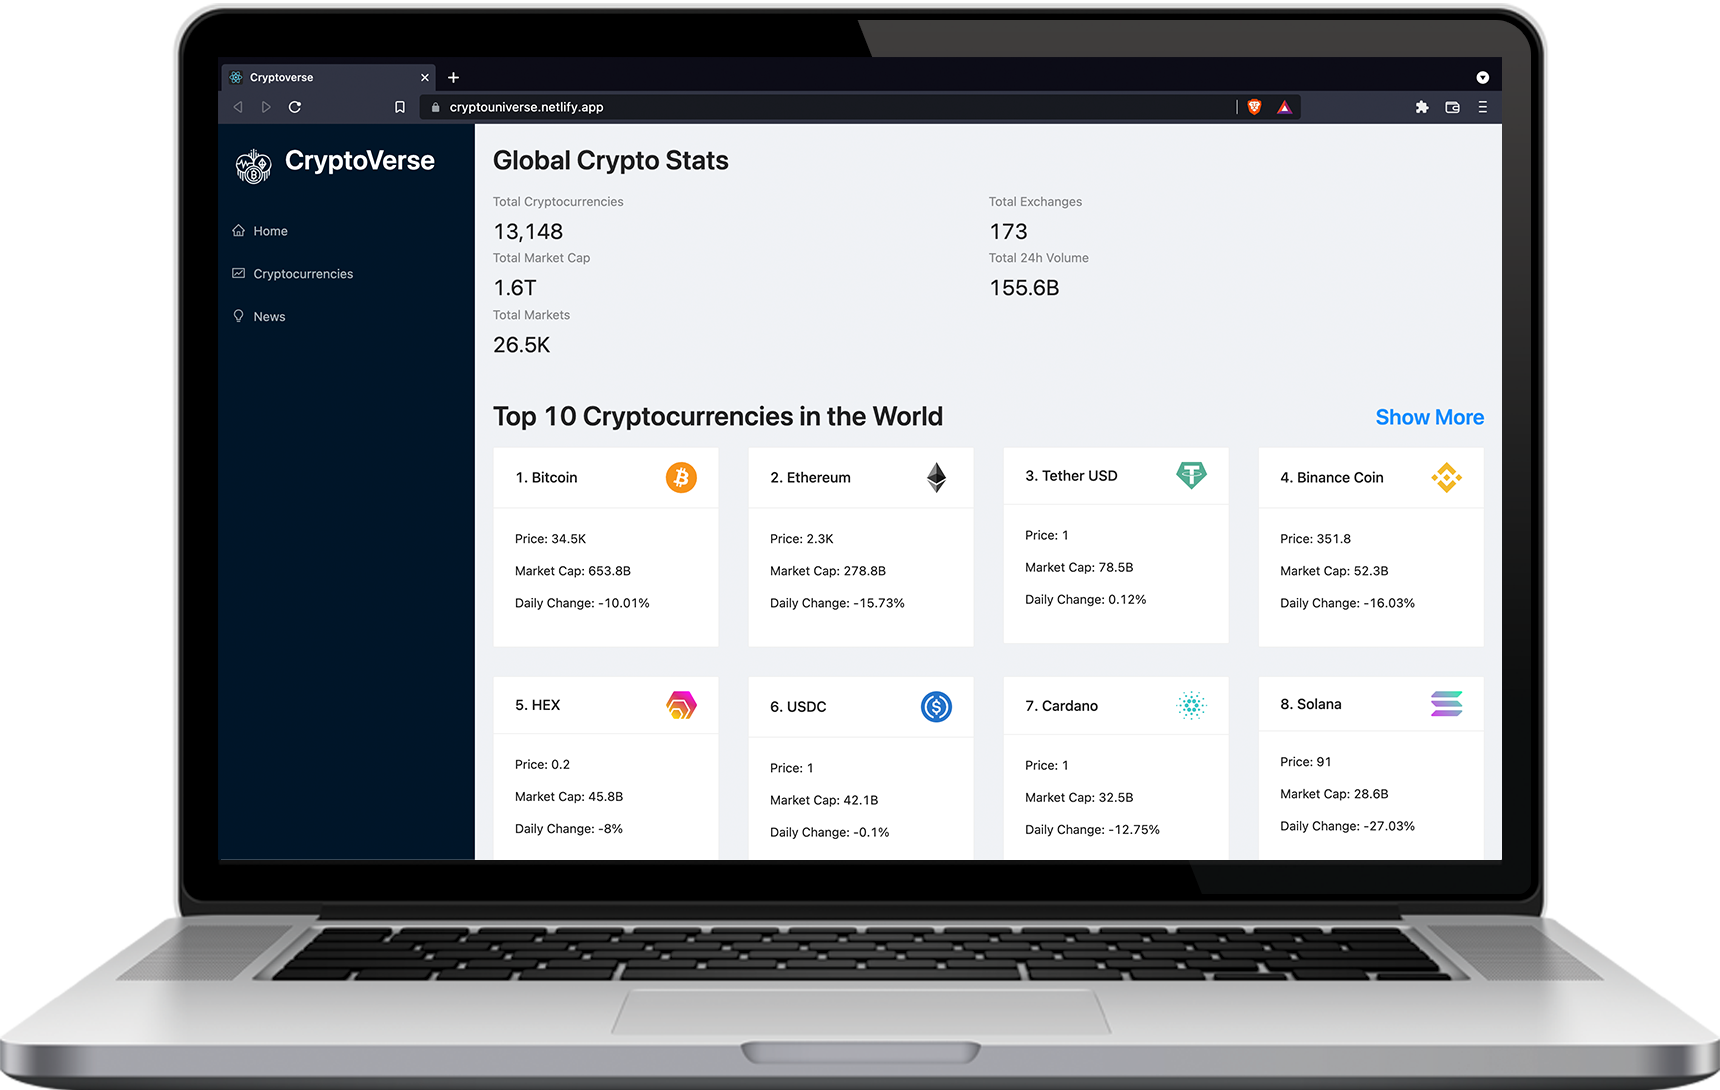 Cryptoverse
cryptouniverse.netlify.app
CryptoVerse
Home
Cryptocurrencies
News
Global Crypto Stats
Total Cryptocurrencies
13,148
Total Exchanges
173
Total Market Cap
1.6T
Total 24h Volume
155.6B
Total Markets
26.5K
Top 10 Cryptocurrencies in the World
Show More
1. Bitcoin
Price: 34.5K
Market Cap: 653.8B
Daily Change: -10.01%
2. Ethereum
Price: 2.3K
Market Cap: 278.8B
Daily Change: -15.73%
3. Tether USD
Price: 1
Market Cap: 78.5B
Daily Change: 0.12%
4. Binance Coin
Price: 351.8
Market Cap: 52.3B
Daily Change: -16.03%
5. HEX
Price: 0.2
Market Cap: 45.8B
Daily Change: -8%
6. USDC
Price: 1
Market Cap: 42.1B
Daily Change: -0.1%
7. Cardano
Price: 1
Market Cap: 32.5B
Daily Change: -12.75%
8. Solana
Price: 91
Market Cap: 28.6B
Daily Change: -27.03%